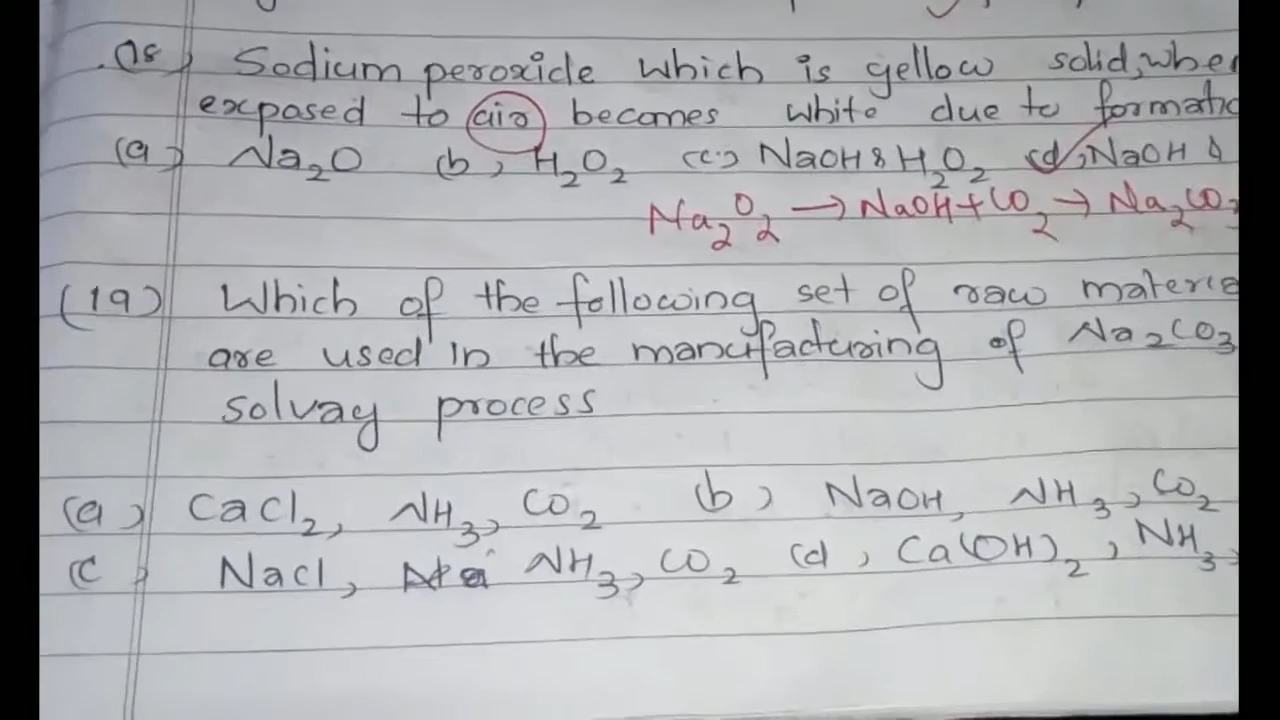 18) Sodium peroxide which is yellow solid, when
exposed to air becomes white due to formatio
(a) Na₂O (b) H₂O₂ (c) NaOH & H₂O₂ (d) NaOH &
Na₂O₂ → NaOH + CO₂ → Na₂CO₃
(19) Which of the following set of raw materia
are used in the manufacturing of Na₂CO₃
solvay process
(a) CaCl₂, NH₃, CO₂ (b) NaOH, NH₃, CO₂
(c) NaCl, NH₃, CO₂ (d) Ca(OH)₂, NH₃,